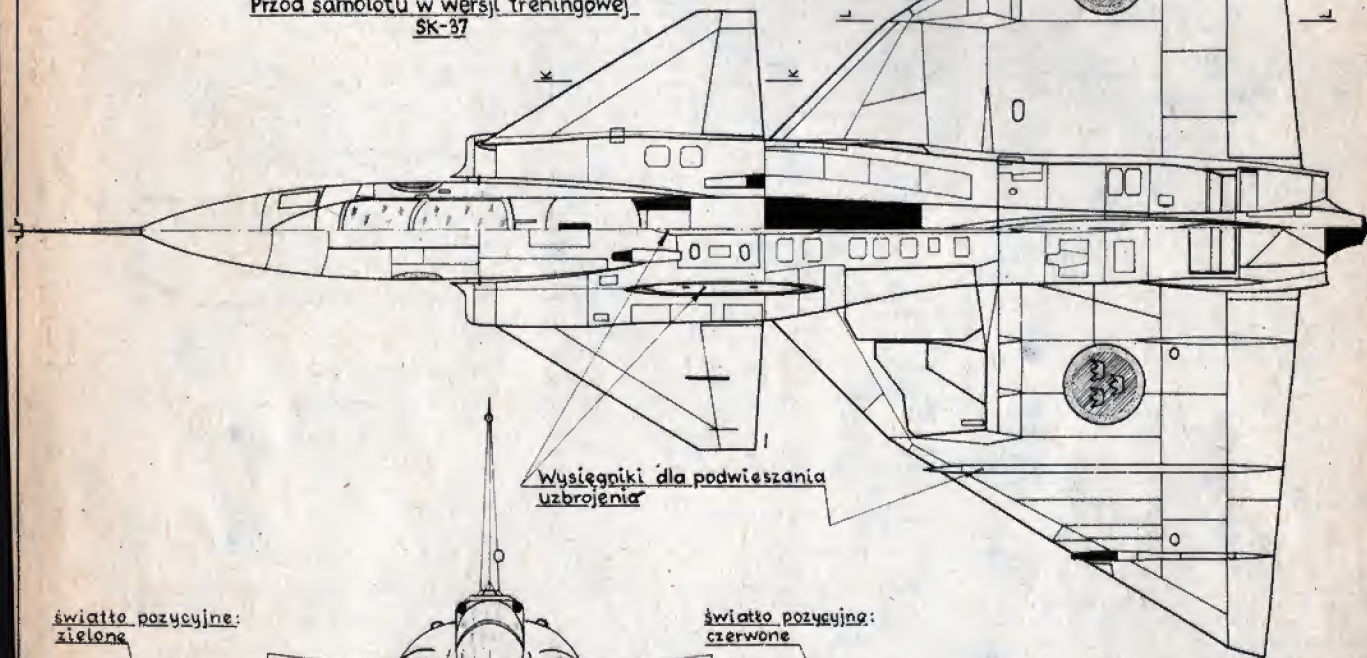 Przód samolotu w wersji treningowej
SK-37
K
K
Ł
Ł
Wysięgniki dla podwieszania
uzbrojenia
światło pozycyjne:
zielone
światło pozycyjne:
czerwone